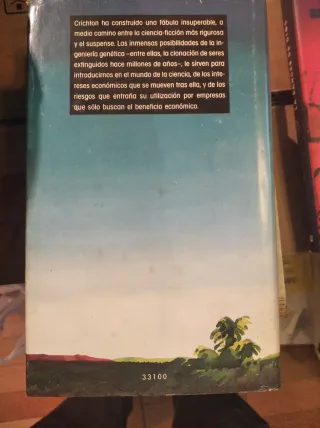 Crichton ha construido una fábula insuperable, a
medio camino entre la ciencia-ficción más rigurosa
y el suspense. Las inmensas posibilidades de la in-
geniería genética –entre ellas, la clonación de seres
extinguidos hace millones de años–, le sirven para
introducirnos en el mundo de la ciencia, de los inte-
reses económicos que se mueven tras ella, y de los
riesgos que entraña su utilización por empresas
que sólo buscan el beneficio económico.
33100